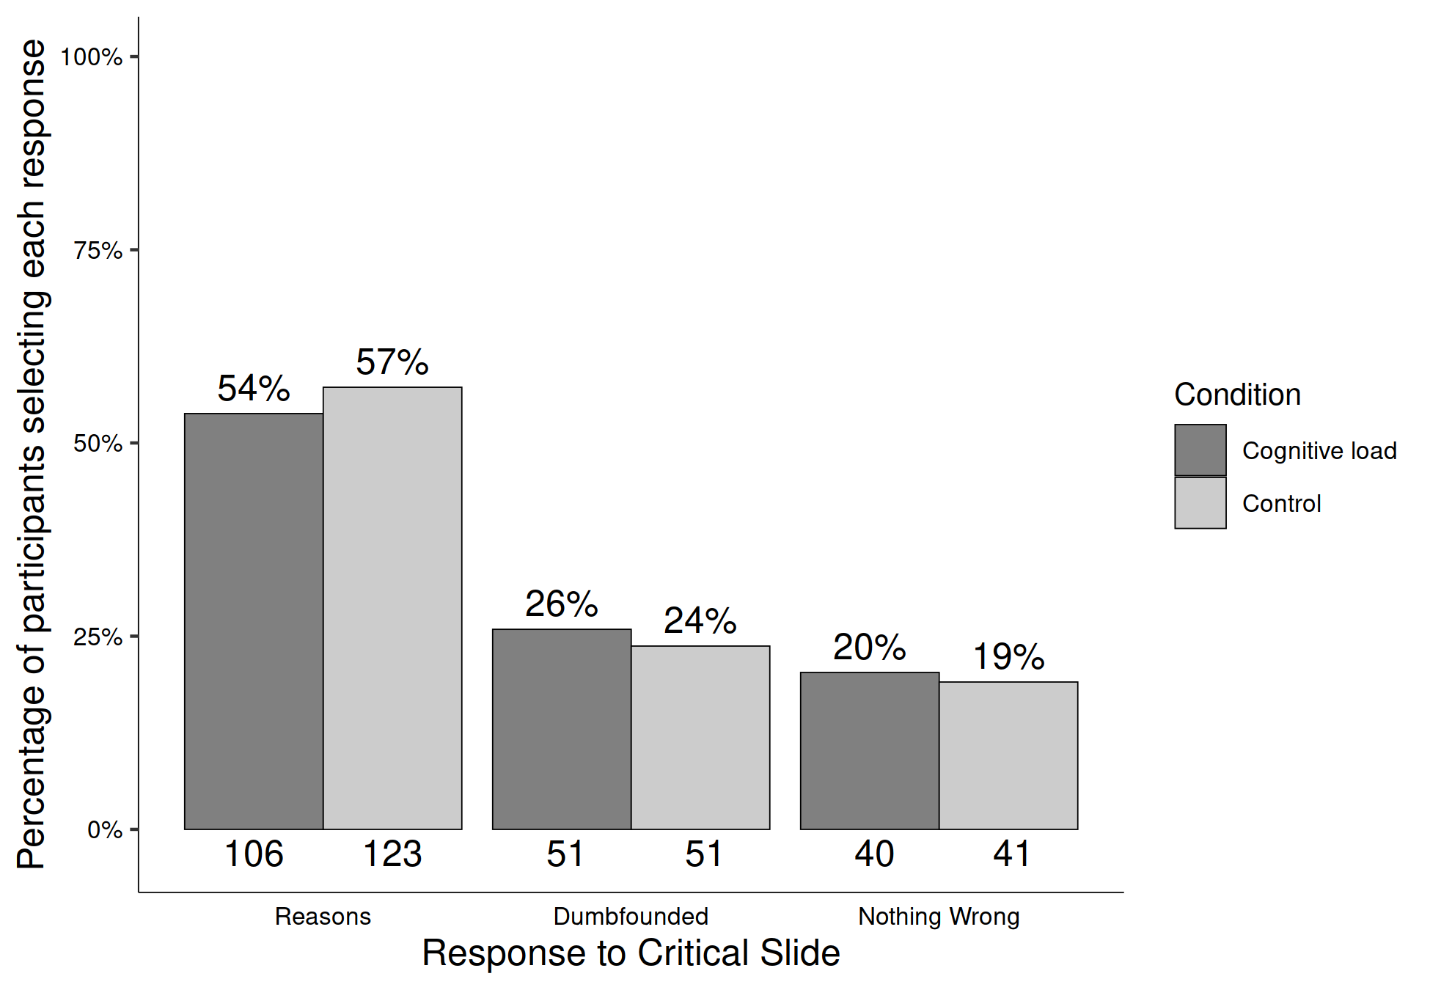 Percentage of participants selecting each response
100%
75%
50%
25%
0%
54%
57%
26%
24%
20%
19%
106
123
51
51
40
41
Reasons
Dumbfounded
Nothing Wrong
Response to Critical Slide
Condition
Cognitive load
Control